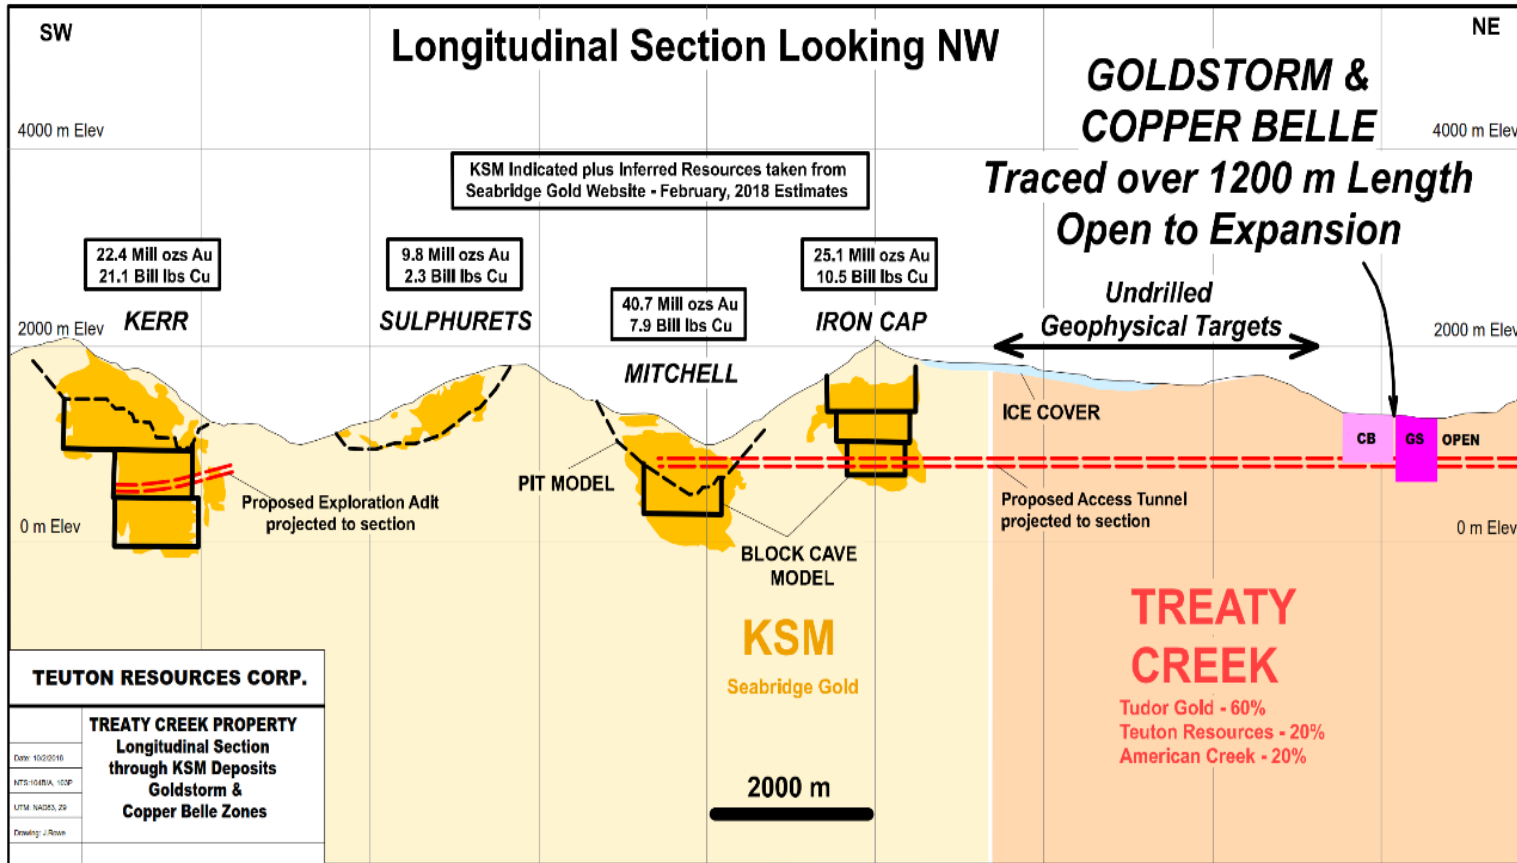 SW
NE
Longitudinal Section Looking NW
GOLDSTORM &
COPPER BELLE
Traced over 1200 m Length
Open to Expansion
4000 m Elev
4000 m Elev
KSM Indicated plus Inferred Resources taken from
Seabridge Gold Website - February, 2018 Estimates
22.4 Mill ozs Au
21.1 Bill lbs Cu
KERR
9.8 Mill ozs Au
2.3 Bill lbs Cu
SULPHURETS
40.7 Mill ozs Au
7.9 Bill lbs Cu
MITCHELL
25.1 Mill ozs Au
10.5 Bill lbs Cu
IRON CAP
Undrilled
Geophysical Targets
2000 m Elev
2000 m Elev
ICE COVER
CB
GS
OPEN
PIT MODEL
Proposed Exploration Adit
projected to section
Proposed Access Tunnel
projected to section
0 m Elev
0 m Elev
BLOCK CAVE
MODEL
KSM
Seabridge Gold
TREATY
CREEK
Tudor Gold - 60%
Teuton Resources - 20%
American Creek - 20%
2000 m
TEUTON RESOURCES CORP.
TREATY CREEK PROPERTY
Longitudinal Section
through KSM Deposits
Goldstorm &
Copper Belle Zones
Date:
UTM: NAD83, Z9
Drawing: J.Rowe